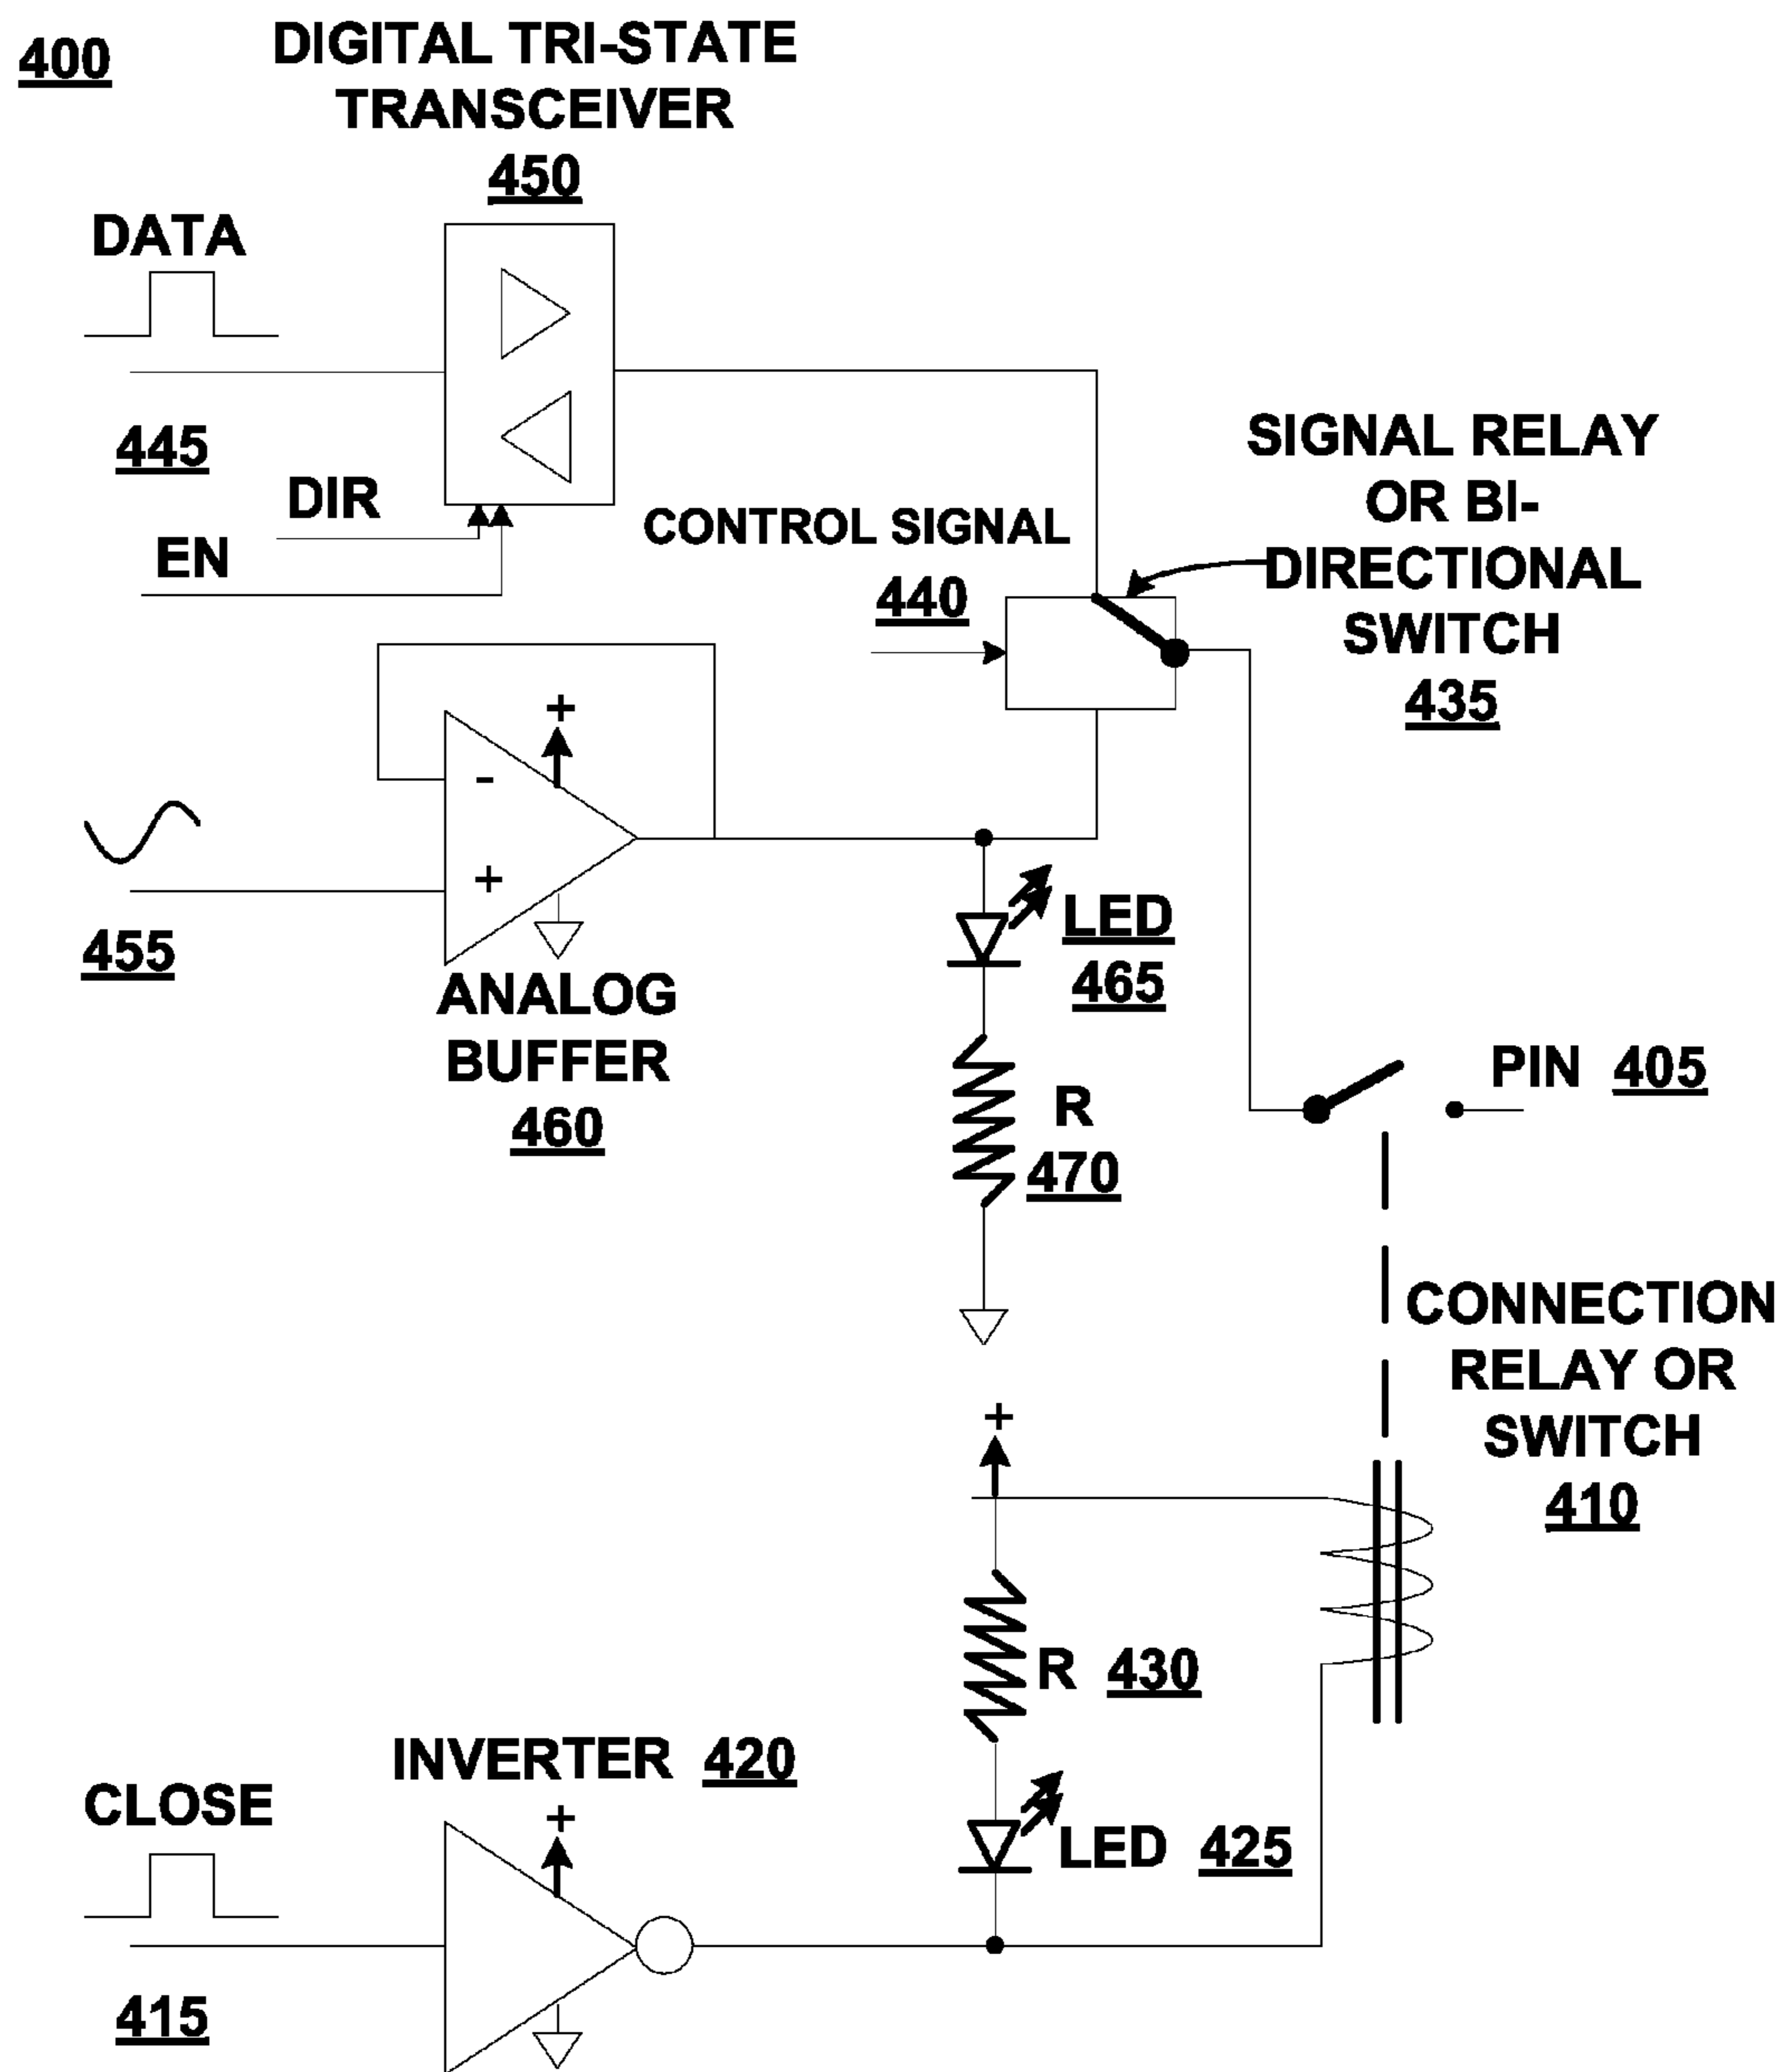 400
DIGITAL TRI-STATE
TRANSCEIVER
450
DATA
445
DIR
EN
CONTROL SIGNAL
440
SIGNAL RELAY
OR BI-
DIRECTIONAL
SWITCH
435
+
-
+
455
ANALOG
BUFFER
460
LED
465
R
470
PIN 405
CONNECTION
RELAY OR
SWITCH
410
+
R 430
INVERTER 420
+
CLOSE
LED 425
415